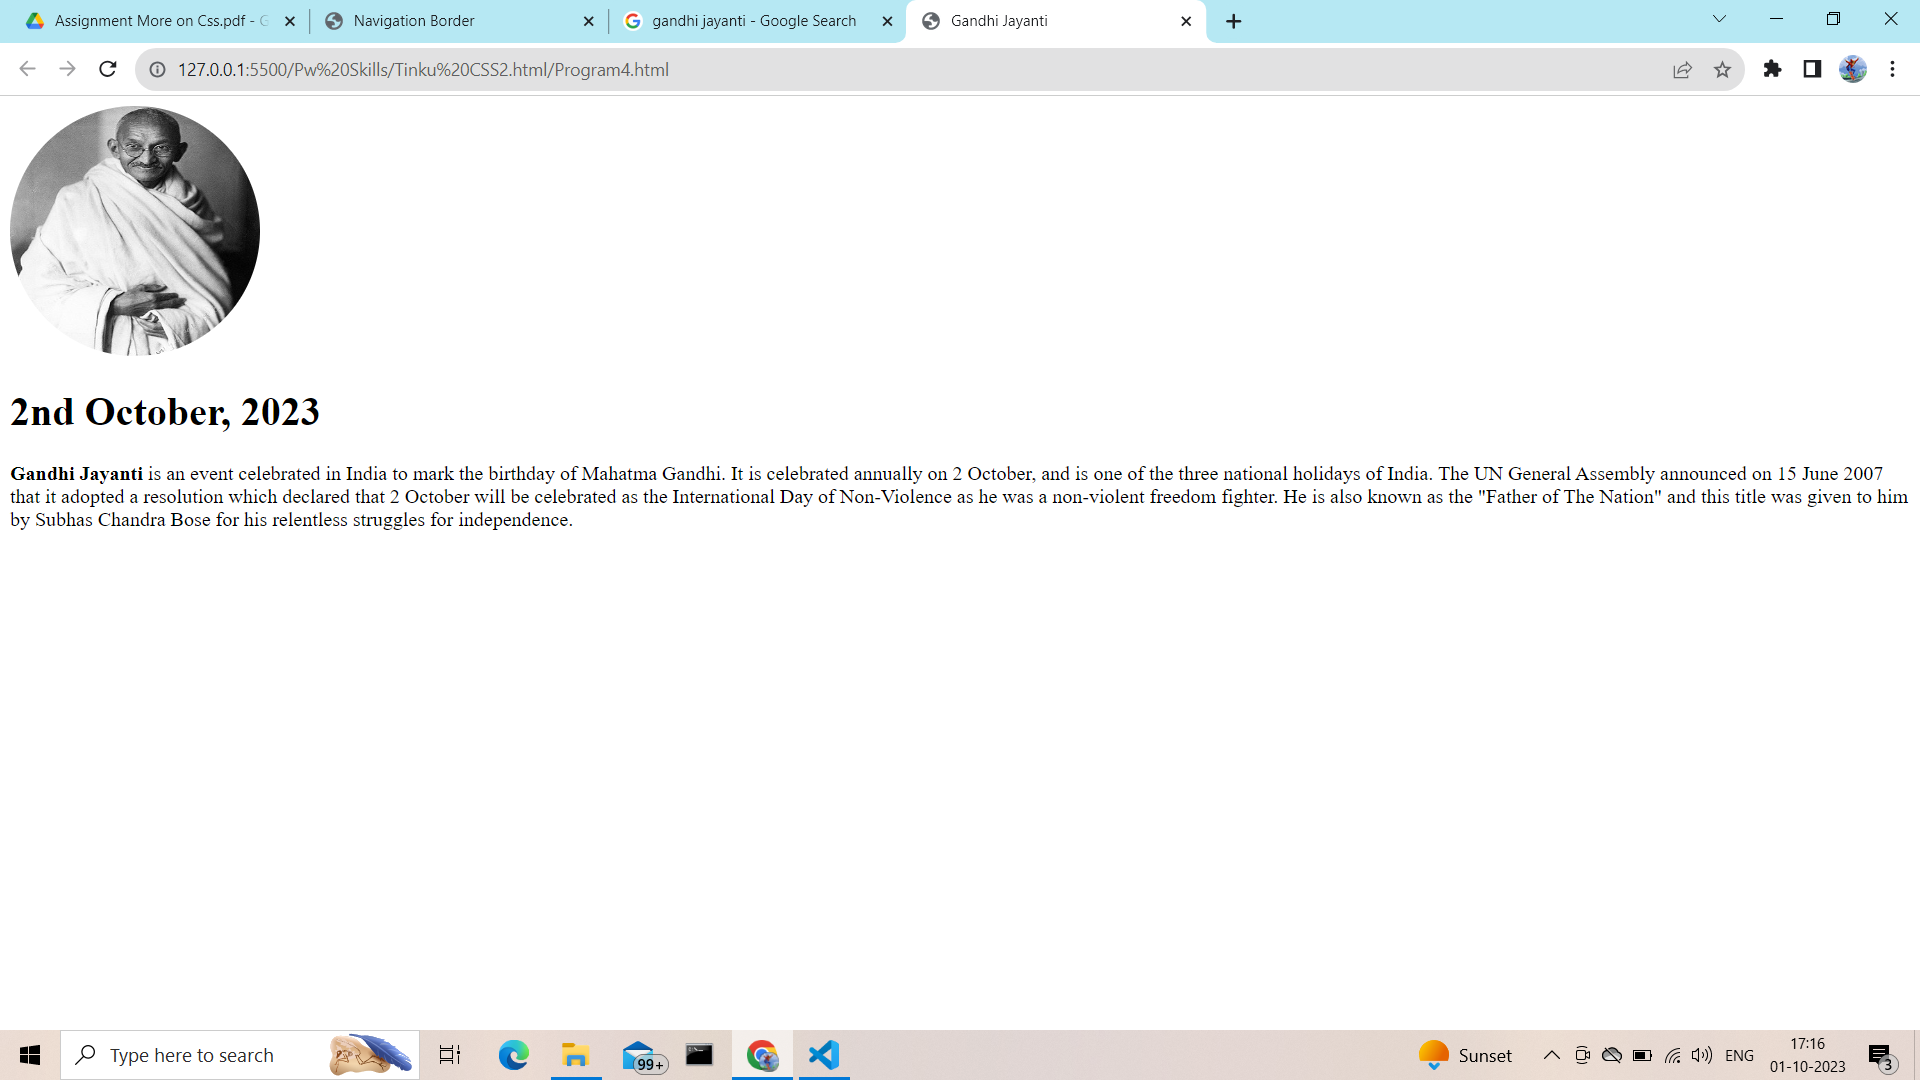 Assignment More on Css.pdf - G
Navigation Border
gandhi jayanti - Google Search
Gandhi Jayanti
127.0.0.1:5500/Pw%20Skills/Tinku%20CSS2.html/Program4.html
2nd October, 2023
Gandhi Jayanti is an event celebrated in India to mark the birthday of Mahatma Gandhi. It is celebrated annually on 2 October, and is one of the three national holidays of India. The UN General Assembly announced on 15 June 2007
that it adopted a resolution which declared that 2 October will be celebrated as the International Day of Non-Violence as he was a non-violent freedom fighter. He is also known as the "Father of The Nation" and this title was given to him
by Subhas Chandra Bose for his relentless struggles for independence.
Type here to search
99+
Sunset
ENG
17:16
01-10-2023
3